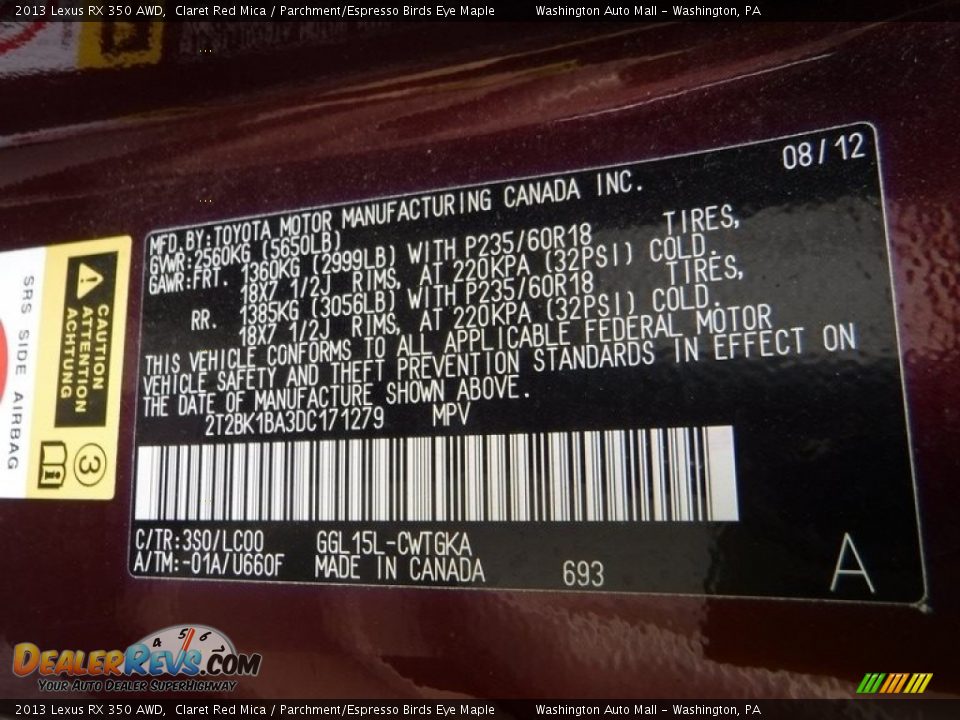 2013 Lexus RX 350 AWD,  Claret Red Mica / Parchment/Espresso Birds Eye Maple          Washington Auto Mall - Washington, PA
08/12
MFD.BY:TOYOTA MOTOR MANUFACTURING CANADA INC.
GVWR:2560KG (5650LB)
GAWR:FRT. 1360KG (2999LB) WITH P235/60R18 TIRES,
18X7 1/2J RIMS, AT 220KPA (32PSI) COLD.
RR. 1385KG (3056LB) WITH P235/60R18 TIRES,
18X7 1/2J RIMS, AT 220KPA (32PSI) COLD.
THIS VEHICLE CONFORMS TO ALL APPLICABLE FEDERAL MOTOR
VEHICLE SAFETY AND THEFT PREVENTION STANDARDS IN EFFECT ON
THE DATE OF MANUFACTURE SHOWN ABOVE.
2T2BK1BA3DC171279 MPV
C/TR:3S0/LC00 GGL15L-CWTGKA
A/TM:-01A/U660F MADE IN CANADA 693
A
SRS SIDE AIRBAG
CAUTION
ATTENTION
ACHTUNG
3
4 5 6
DEALERREVS.COM
YOUR AUTO DEALER SUPERHIGHWAY
2013 Lexus RX 350 AWD,  Claret Red Mica / Parchment/Espresso Birds Eye Maple          Washington Auto Mall - Washington, PA